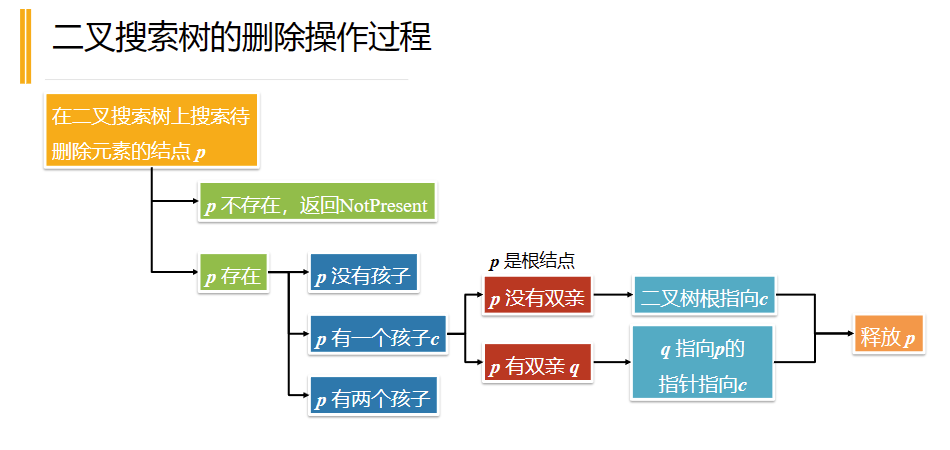 二叉搜索树的删除操作过程
在二叉搜索树上搜索待
删除元素的结点 p
p 不存在，返回NotPresent
p 存在
p 没有孩子
p 有一个孩子c
p 有两个孩子
p 是根结点
p 没有双亲
p 有双亲 q
二叉树根指向c
q 指向p的
指针指向c
释放 p